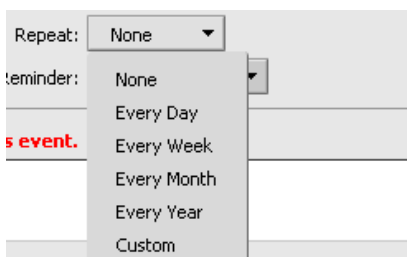 Repeat: None
Reminder:
None
Every Day
s event. Every Week
Every Month
Every Year
Custom